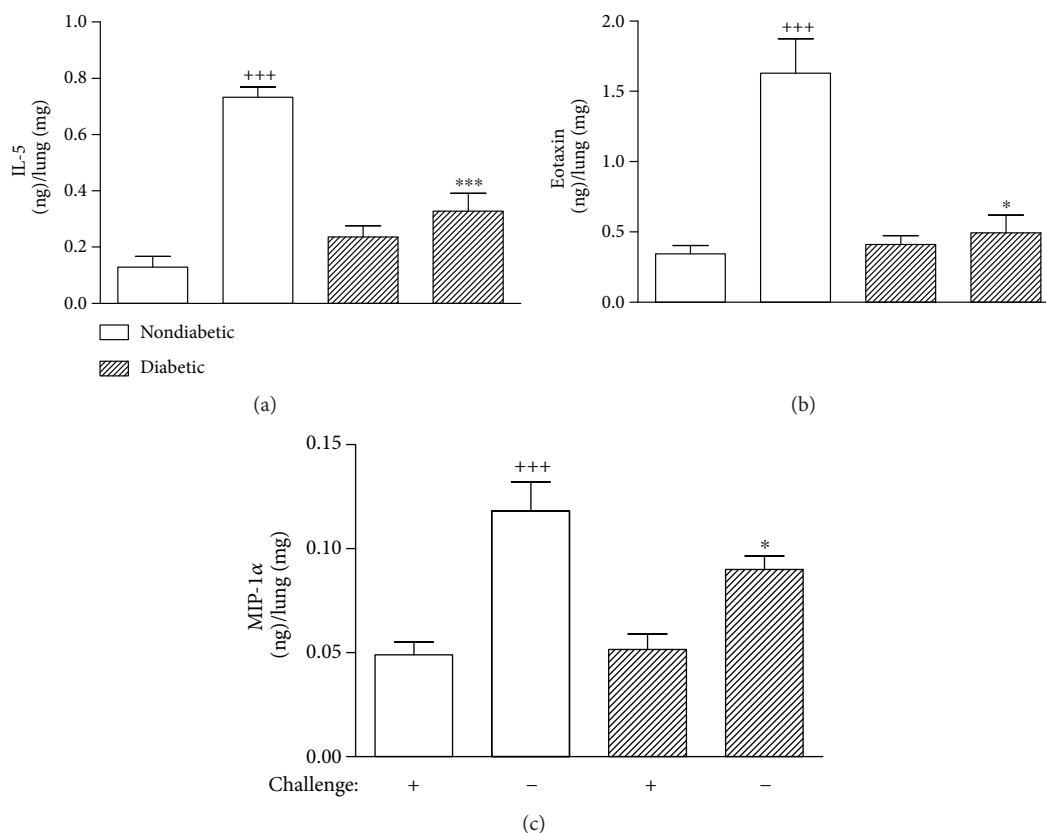 1.0
0.8
0.6
0.4
0.2
0.0
IL-5
(ng)/lung (mg)
+++
***
Nondiabetic
Diabetic
(a)
2.0
1.5
1.0
0.5
0.0
Eotaxin
(ng)/lung (mg)
+++
*
(b)
0.15
0.10
0.05
0.00
MIP-1α
(ng)/lung (mg)
+++
*
Challenge: + − + −
(c)